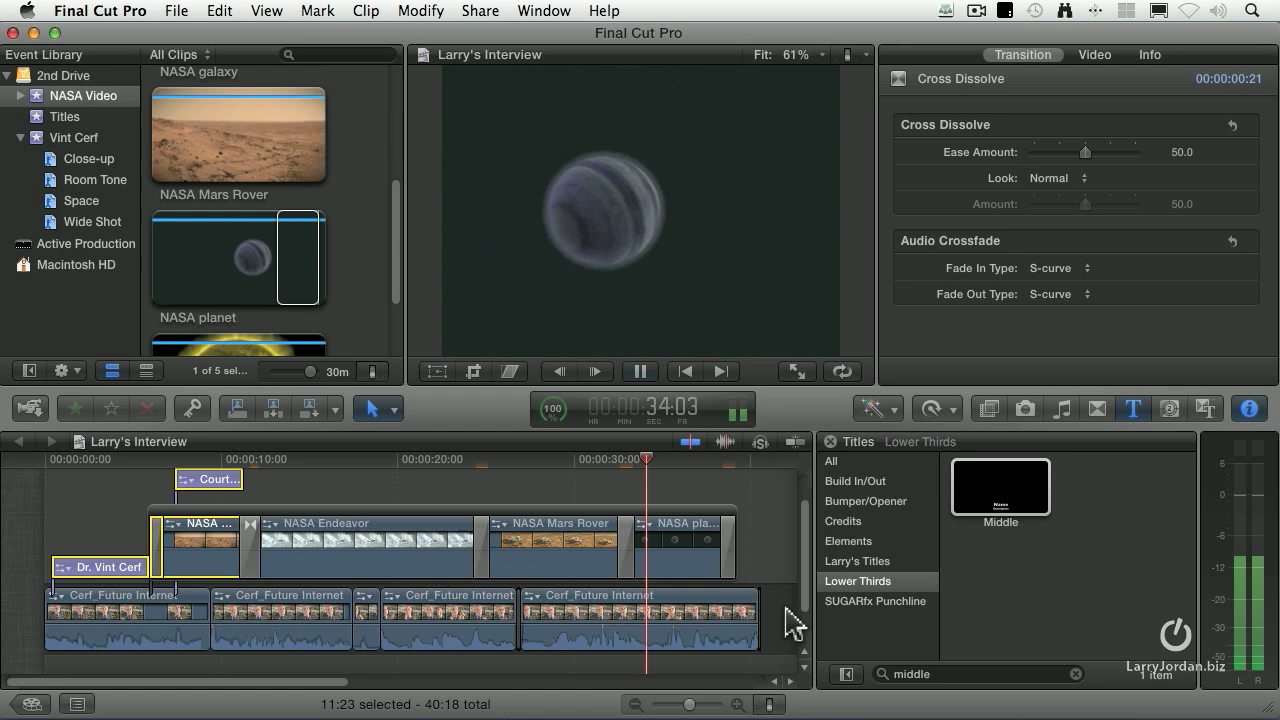 Final Cut Pro File Edit View Mark Clip Modify Share Window Help
Final Cut Pro
Event Library
All Clips
2nd Drive
NASA Video
Titles
Vint Cerf
Close-up
Room Tone
Space
Wide Shot
Active Production
Macintosh HD
NASA galaxy
NASA Mars Rover
NASA planet
1 of 5 sel...
30m
Larry's Interview
Fit: 61%
Transition Video Info
Cross Dissolve 00:00:00:21
Cross Dissolve
Ease Amount: 50.0
Look: Normal
Amount: 50.0
Audio Crossfade
Fade In Type: S-curve
Fade Out Type: S-curve
100
%
00:00:34:03
HR MIN SEC FR
Larry's Interview
00:00:00:00 00:00:10:00 00:00:20:00 00:00:30:00
Court...
NASA ... NASA Endeavor NASA Mars Rover NASA pla...
Dr. Vint Cerf
Cerf_Future Interne Cerf_Future Internet Cerf_Future Internet Cerf_Future Internet
Titles Lower Thirds
All
Build In/Out
Bumper/Opener
Credits
Elements
Larry's Titles
Lower Thirds
SUGARfx Punchline
Name
Middle
middle
1 item
6
0
-6
-12
-20
-30
-50
L R
LarryJordan.biz
11:23 selected - 40:18 total